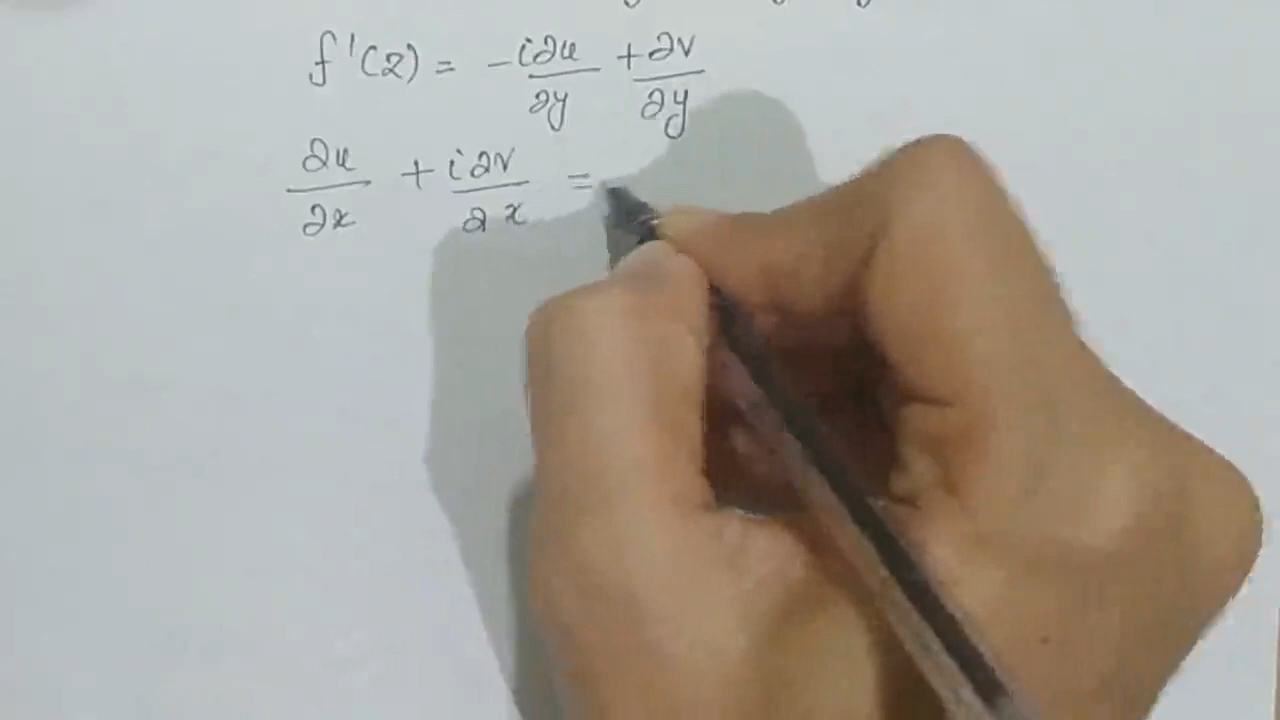 f'(z) = -i∂u/∂y + ∂v/∂y
∂u/∂x + i∂v/∂x =